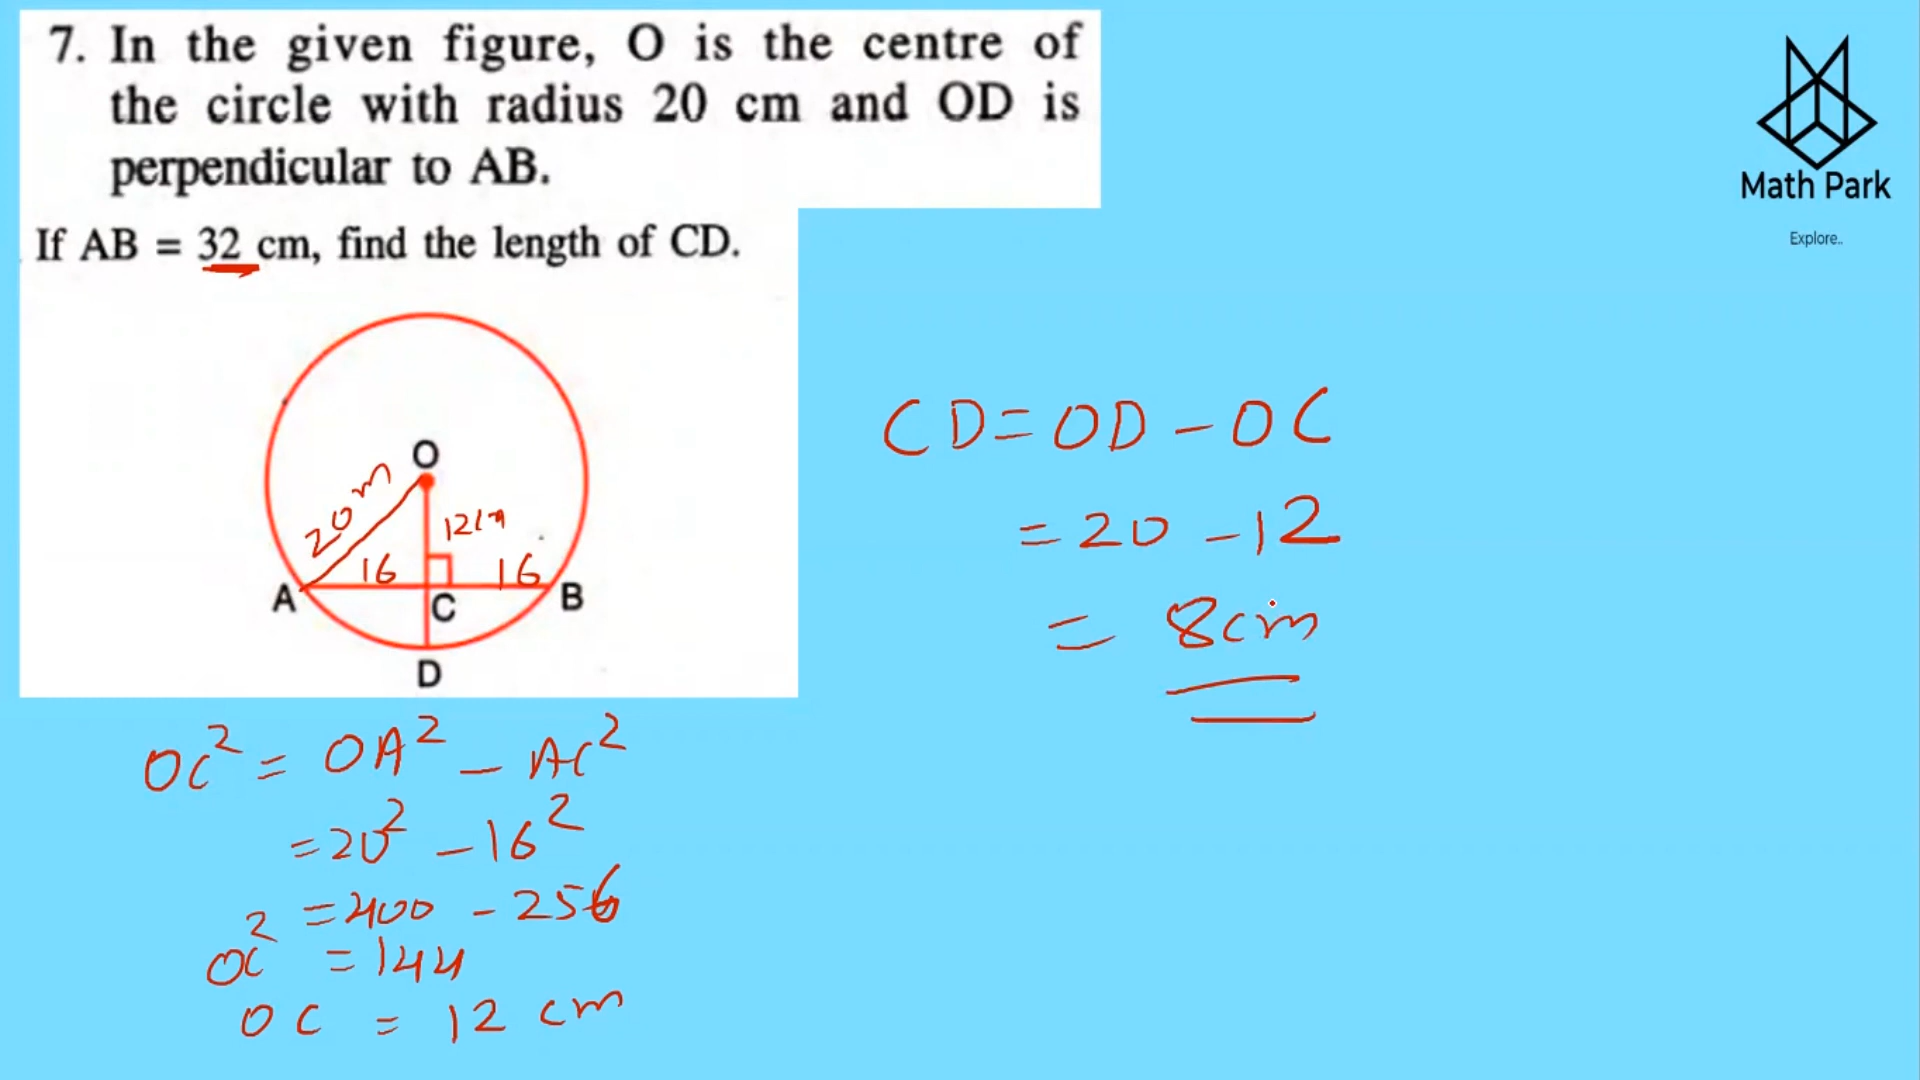 7. In the given figure, O is the centre of
the circle with radius 20 cm and OD is
perpendicular to AB.
If AB = 32 cm, find the length of CD.
O
20 m
12cm
16
16
A
C
B
D
OC² = OA² - AC²
= 20² - 16²
= 400 - 256
OC² = 144
OC = 12 cm
CD = OD - OC
= 20 - 12
= 8cm
Math Park
Explore..